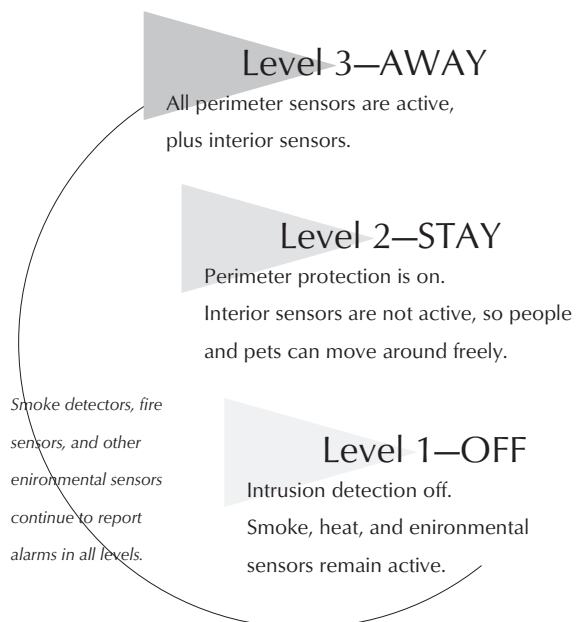 Level 3—AWAY
All perimeter sensors are active,
plus interior sensors.
Level 2—STAY
Perimeter protection is on.
Interior sensors are not active, so people
and pets can move around freely.
Smoke detectors, fire
sensors, and other
enironmental sensors
continue to report
alarms in all levels.
Level 1—OFF
Intrusion detection off.
Smoke, heat, and enironmental
sensors remain active.